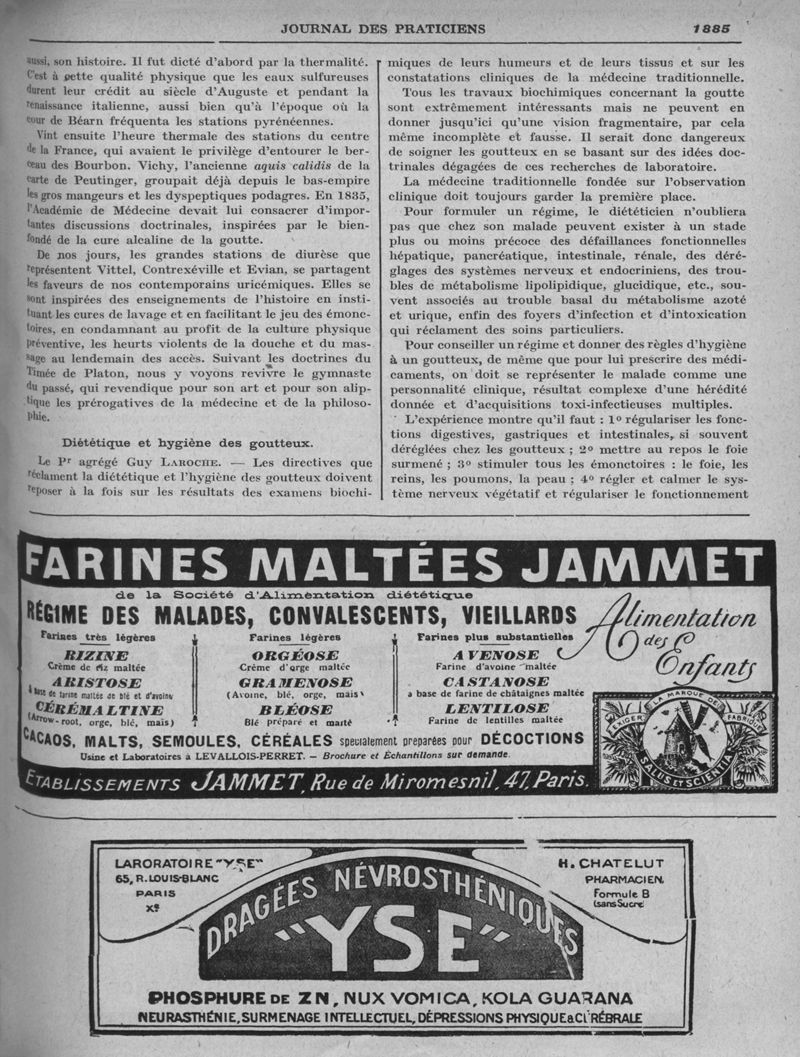 JOURNAL DES PRATICIENS
1885
aussi, son histoire. Il fut dicté d'abord par la thermalité.
C'est à cette qualité physique que les eaux sulfureuses
durent leur crédit au siècle d'Auguste et pendant la
renaissance italienne, aussi bien qu'à l'époque où la
cour de Béarn fréquenta les stations pyrénéennes.
Vint ensuite l'heure thermale des stations du centre
de la France, qui avaient le privilège d'entourer le ber-
ceau des Bourbon. Vichy, l'ancienne aquis calidis de la
carte de Peutinger, groupait déjà depuis le bas-empire
les gros mangeurs et les dyspeptiques podagres. En 1835,
l'Académie de Médecine devait lui consacrer d'impor-
tantes discussions doctrinales, inspirées par le bien-
fondé de la cure alcaline de la goutte.
De nos jours, les grandes stations de diurèse que
représentent Vittel, Contrexéville et Evian, se partagent
les faveurs de nos contemporains uricémiques. Elles se
sont inspirées des enseignements de l'histoire en insti-
tuant les cures de lavage et en facilitant le jeu des émonc-
toires, en condamnant au profit de la culture physique
préventive, les heurts violents de la douche et du mas-
sage au lendemain des accès. Suivant les doctrines du
Timée de Platon, nous y voyons revivre le gymnaste
du passé, qui revendique pour son art et pour son alip-
tique les prérogatives de la médecine et de la philoso-
phie.
Diététique et hygiène des goutteux.
Le Pr agrégé Guy LAROCHE. — Les directives que
réclament la diététique et l'hygiène des goutteux doivent
reposer à la fois sur les résultats des examens biochi-
miques de leurs humeurs et de leurs tissus et sur les
constatations cliniques de la médecine traditionnelle.
Tous les travaux biochimiques concernant la goutte
sont extrêmement intéressants mais ne peuvent en
donner jusqu'ici qu'une vision fragmentaire, par cela
même incomplète et fausse. Il serait donc dangereux
de soigner les goutteux en se basant sur des idées doc-
trinales dégagées de ces recherches de laboratoire.
La médecine traditionnelle fondée sur l'observation
clinique doit toujours garder la première place.
Pour formuler un régime, le diététicien n'oubliera
pas que chez son malade peuvent exister à un stade
plus ou moins précoce des défaillances fonctionnelles
hépatique, pancréatique, intestinale, rénale, des déré-
glages des systèmes nerveux et endocriniens, des trou-
bles de métabolisme lipolipidique, glucidique, etc., sou-
vent associés au trouble basal du métabolisme azoté
et urique, enfin des foyers d'infection et d'intoxication
qui réclament des soins particuliers.
Pour conseiller un régime et donner des règles d'hygiène
à un goutteux, de même que pour lui prescrire des médi-
caments, on doit se représenter le malade comme une
personnalité clinique, résultat complexe d'une hérédité
donnée et d'acquisitions toxi-infectieuses multiples.
L'expérience montre qu'il faut : 1º régulariser les fonc-
tions digestives, gastriques et intestinales, si souvent
déréglées chez les goutteux ; 2º mettre au repos le foie
surmené ; 3º stimuler tous les émonctoires : le foie, les
reins, les poumons, la peau ; 4º régler et calmer le sys-
tème nerveux végétatif et régulariser le fonctionnement
FARINES MALTÉES JAMMET
de la Société d'Alimentation diététique
RÉGIME DES MALADES, CONVALESCENTS, VIEILLARDS
Alimentation
des
Enfants
Farines très légères
RIZINE
Crème de riz maltée
ARISTOSE
à base de farine maltée de blé et d'avoine
CÉRÉMALTINE
(Arrow-root, orge, blé, maïs)
Farines légères
ORGÉOSE
Crème d'orge maltée
GRAMENOSE
(Avoine, blé, orge, maïs)
BLÉOSE
Blé préparé et malté
Farines plus substantielles
AVENOSE
Farine d'avoine maltée
CASTANOSE
à base de farine de châtaignes maltée
LENTILOSE
Farine de lentilles maltée
CACAOS, MALTS, SEMOULES, CÉRÉALES spécialement préparées pour DÉCOCTIONS
Usine et Laboratoires à LEVALLOIS-PERRET. — Brochure et Échantillons sur demande.
ÉTABLISSEMENTS JAMMET, Rue de Miromesnil, 47, Paris.
EXIGER LA MARQUE DE FABRIQUE
SALUS ET SCIENTIA
LARORATOIRE "YSE"
65, R. LOUIS-BLANC
PARIS
Xe
H. CHATELUT
PHARMACIEN.
Formule B
(sans Sucre)
DRAGÉES NÉVROSTHÉNIQUES
"YSE"
PHOSPHURE DE ZN, NUX VOMICA, KOLA GUARANA
NEURASTHÉNIE, SURMENAGE INTELLECTUEL, DÉPRESSIONS PHYSIQUE & CÉRÉBRALE